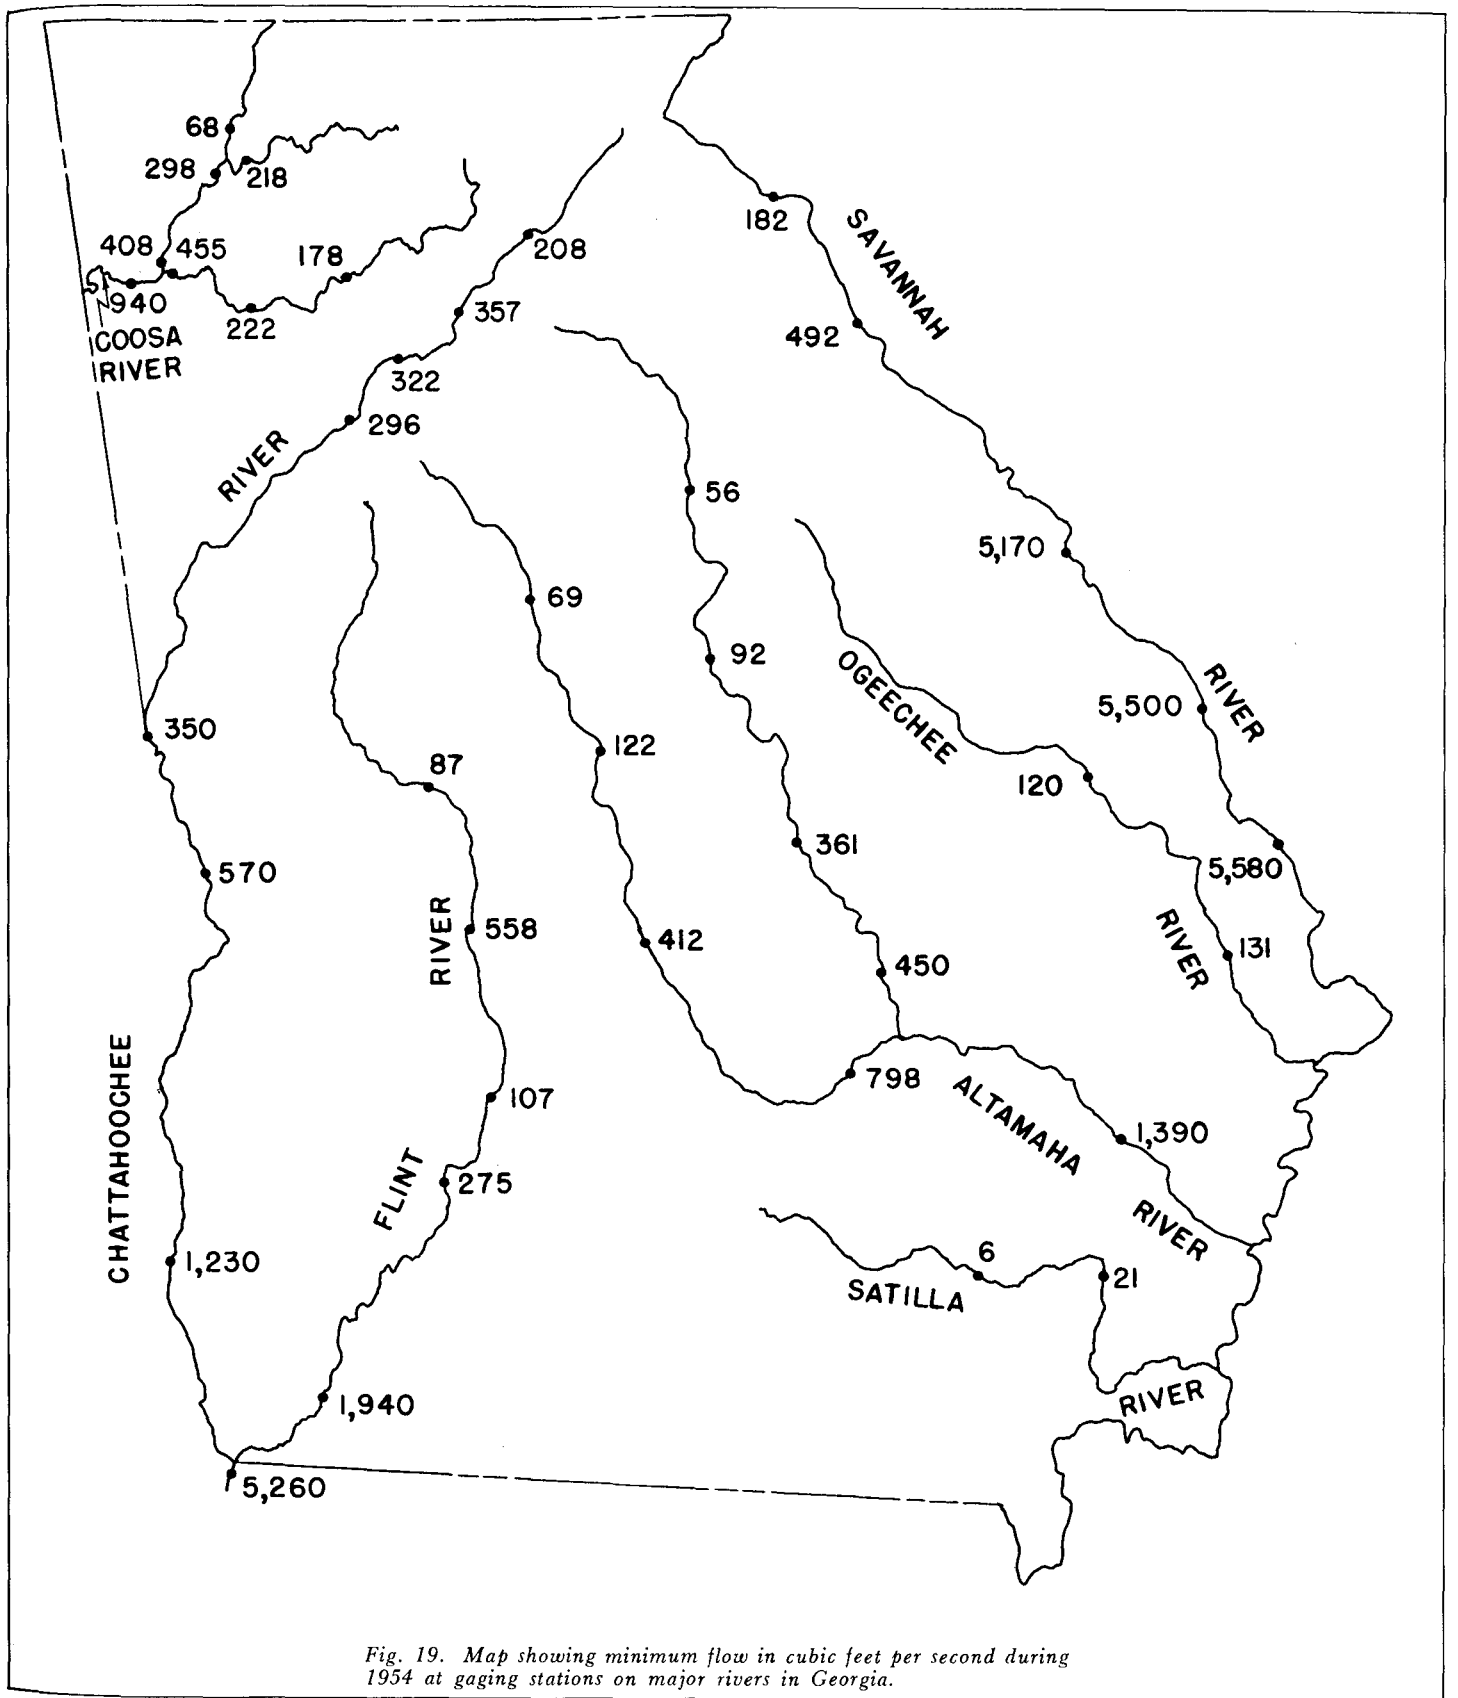 68
298
218
408
455
178
208
182
SAVANNAH
940
222
357
492
COOSA
RIVER
322
296
RIVER
56
5,170
69
92
OGEECHEE
RIVER
5,500
350
122
87
120
361
570
5,580
RIVER
558
412
450
RIVER
131
CHATTAHOOCHEE
107
798
ALTAMAHA
1,390
FLINT
275
RIVER
1,230
6
21
SATILLA
1,940
RIVER
5,260
Fig. 19. Map showing minimum flow in cubic feet per second during
1954 at gaging stations on major rivers in Georgia.